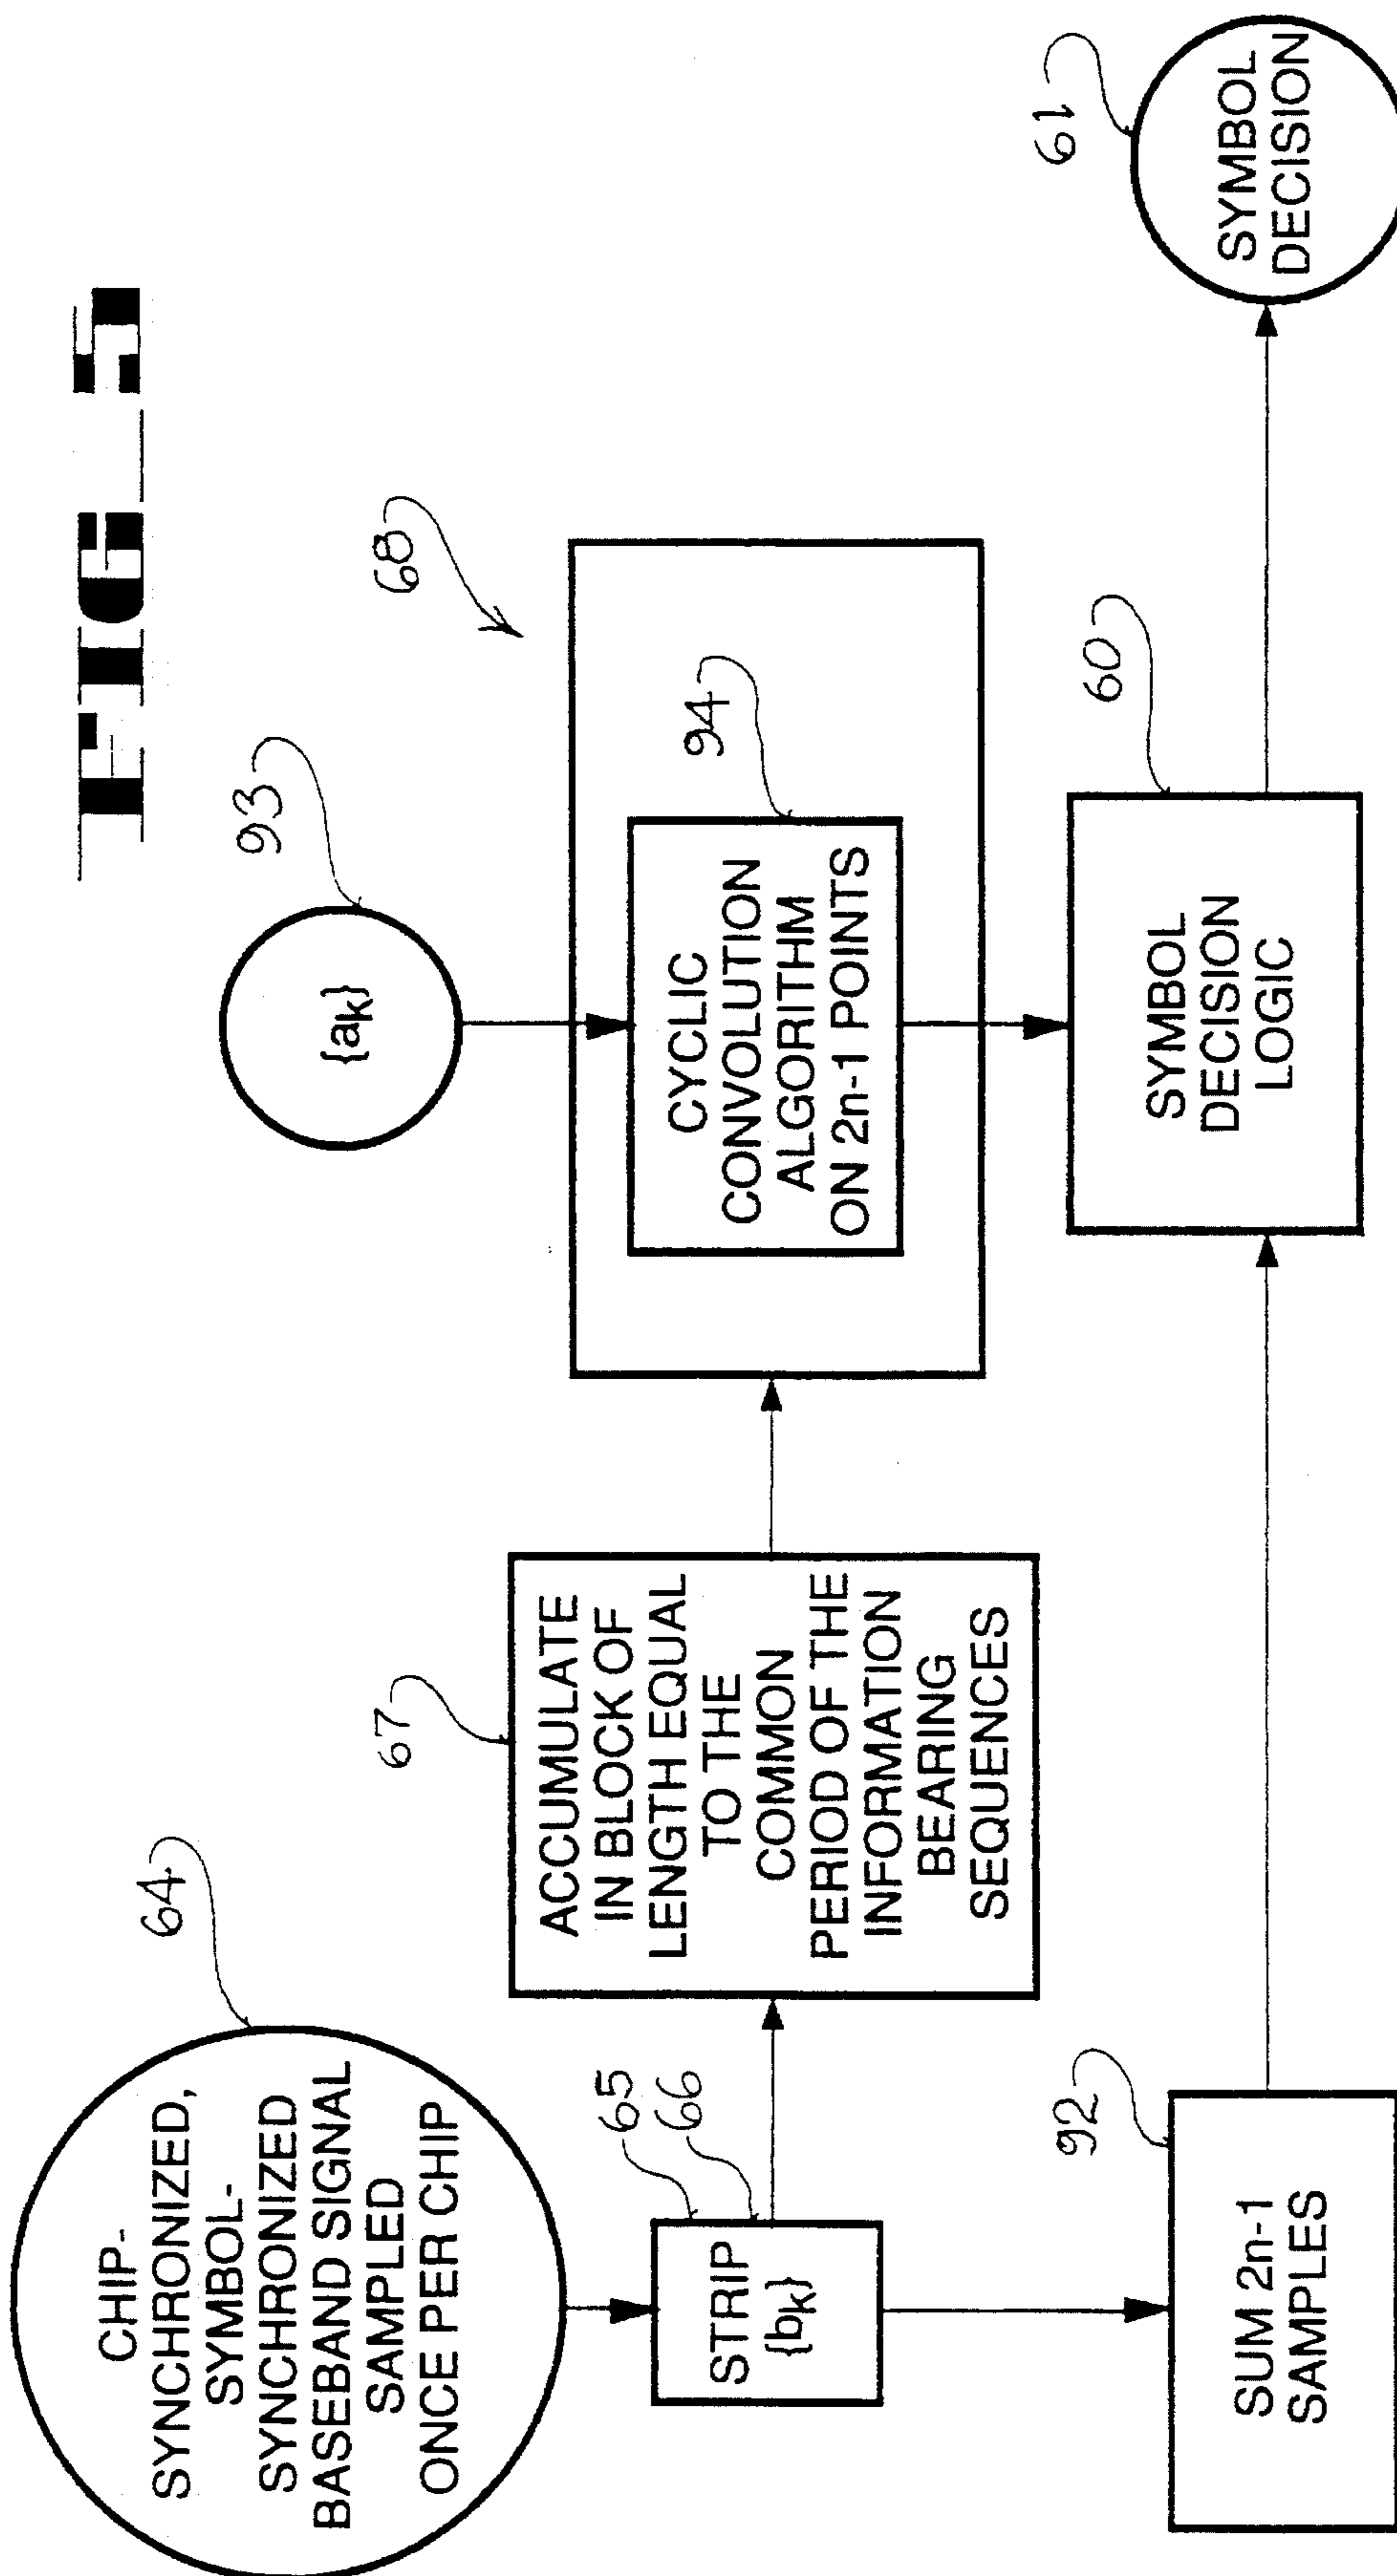 FIG_5
CHIP-
SYNCHRONIZED,
SYMBOL-
SYNCHRONIZED
BASEBAND SIGNAL
SAMPLED
ONCE PER CHIP
64
STRIP
{bk}
65
66
ACCUMULATE
IN BLOCK OF
LENGTH EQUAL
TO THE
COMMON
PERIOD OF THE
INFORMATION
BEARING
SEQUENCES
67
{ak}
93
68
CYCLIC
CONVOLUTION
ALGORITHM
ON 2n-1 POINTS
94
SUM 2n-1
SAMPLES
92
SYMBOL
DECISION
LOGIC
60
SYMBOL
DECISION
61